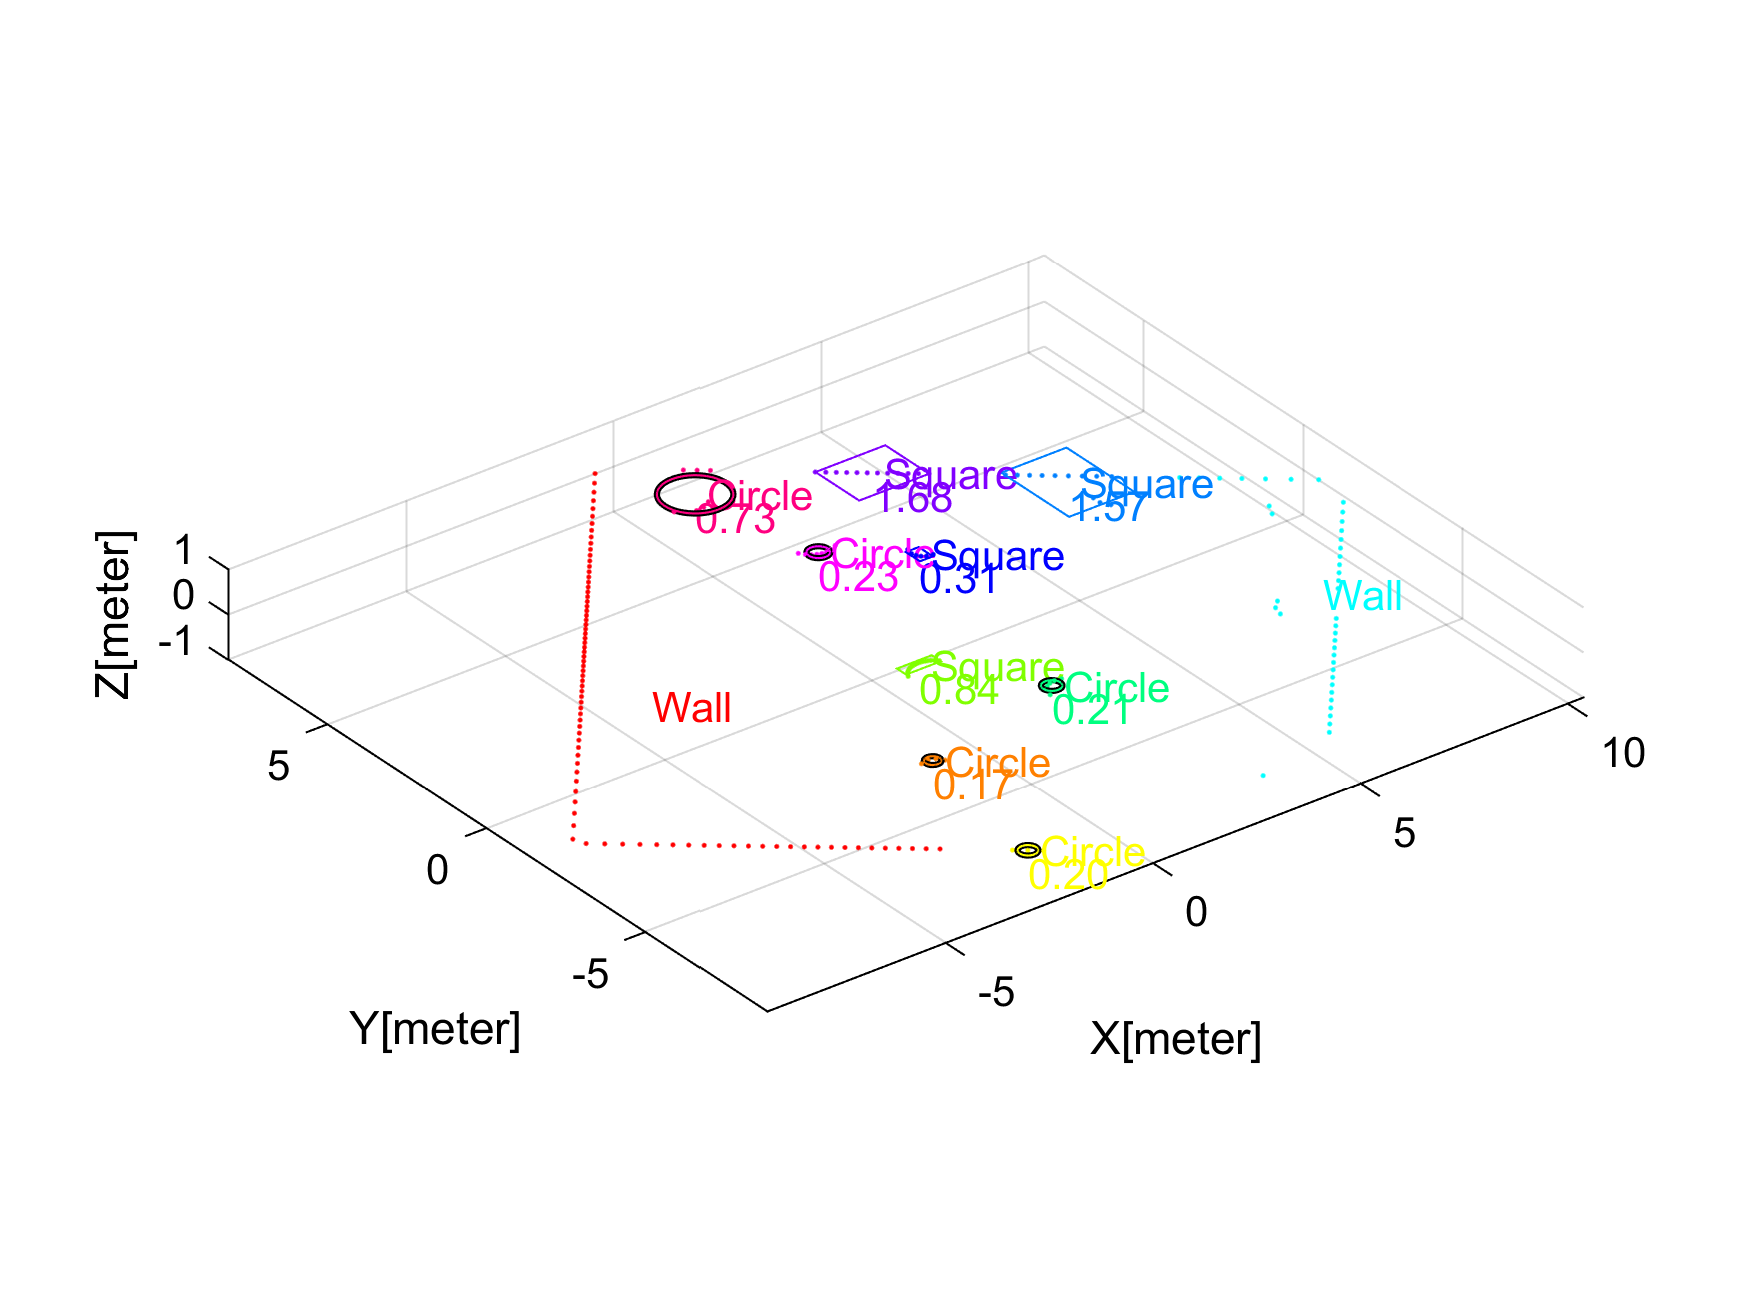 Square
1.68
Square
1.57
Circle
0.73
Circle
0.23
Square
0.31
Wall
Square
0.84
Circle
0.21
Wall
Circle
0.17
Circle
0.20
1
0
-1
Z[meter]
5
0
-5
Y[meter]
10
5
0
-5
X[meter]